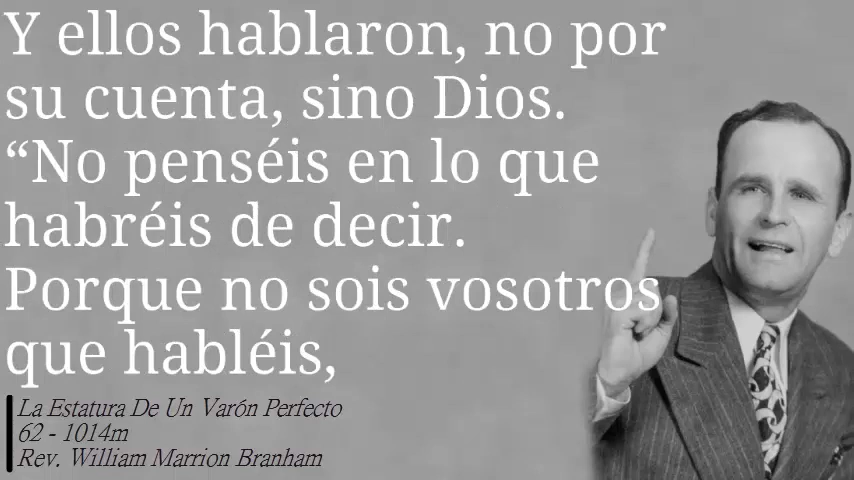 Y ellos hablaron, no por
su cuenta, sino Dios.
“No penséis en lo que
habréis de decir.
Porque no sois vosotros
que habléis,
La Estatura De Un Varón Perfecto
62 - 1014m
Rev. William Marrion Branham